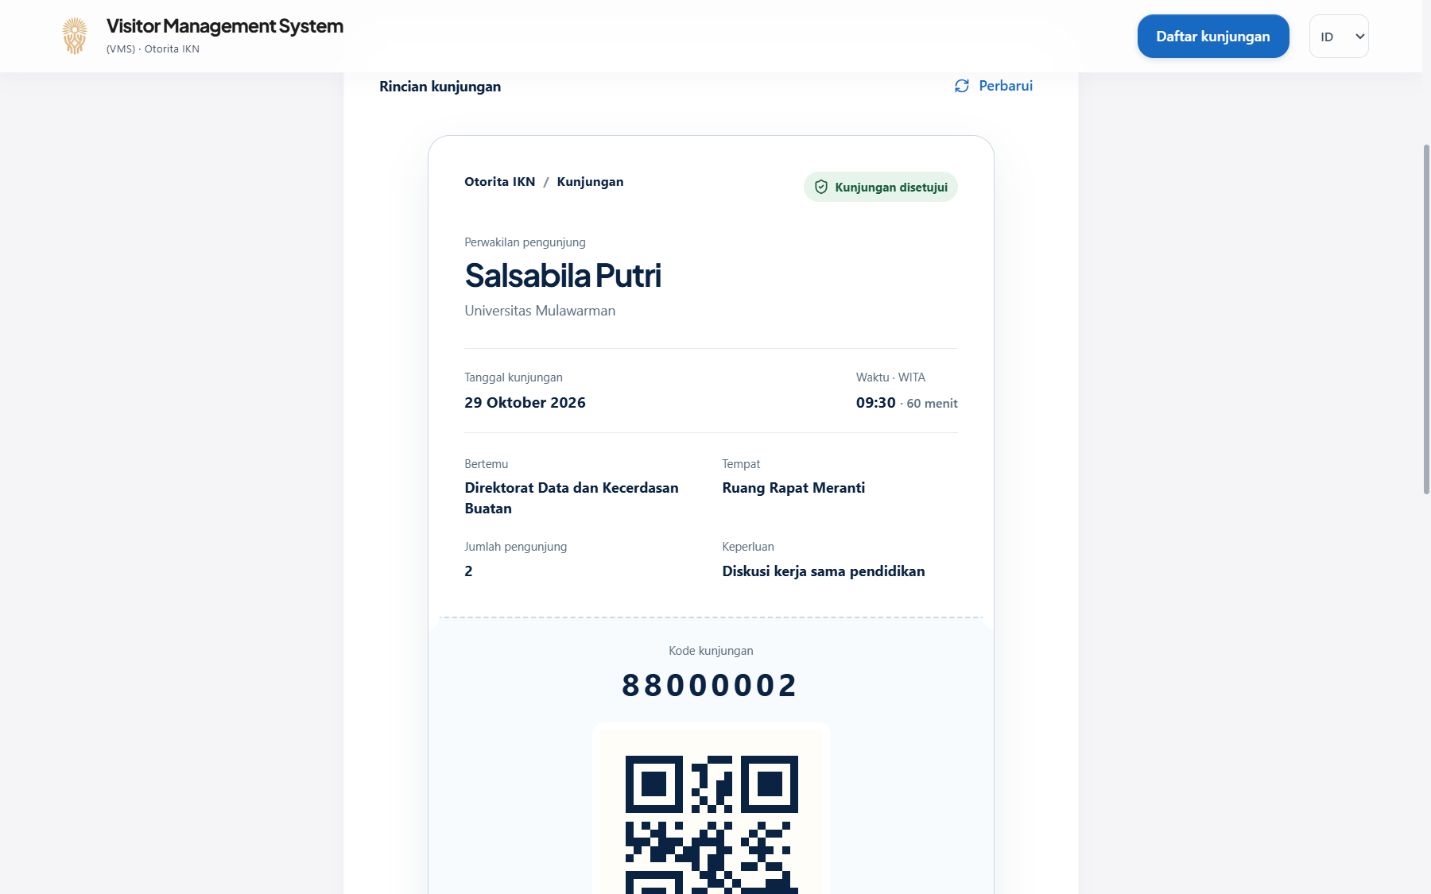 Visitor Management System
(VMS) · Otorita IKN
Daftar kunjungan
ID
Rincian kunjungan
Perbarui
Otorita IKN / Kunjungan
Kunjungan disetujui
Perwakilan pengunjung
Salsabila Putri
Universitas Mulawarman
Tanggal kunjungan
29 Oktober 2026
Waktu · WITA
09:30 · 60 menit
Bertemu
Direktorat Data dan Kecerdasan
Buatan
Tempat
Ruang Rapat Meranti
Jumlah pengunjung
2
Keperluan
Diskusi kerja sama pendidikan
Kode kunjungan
88000002